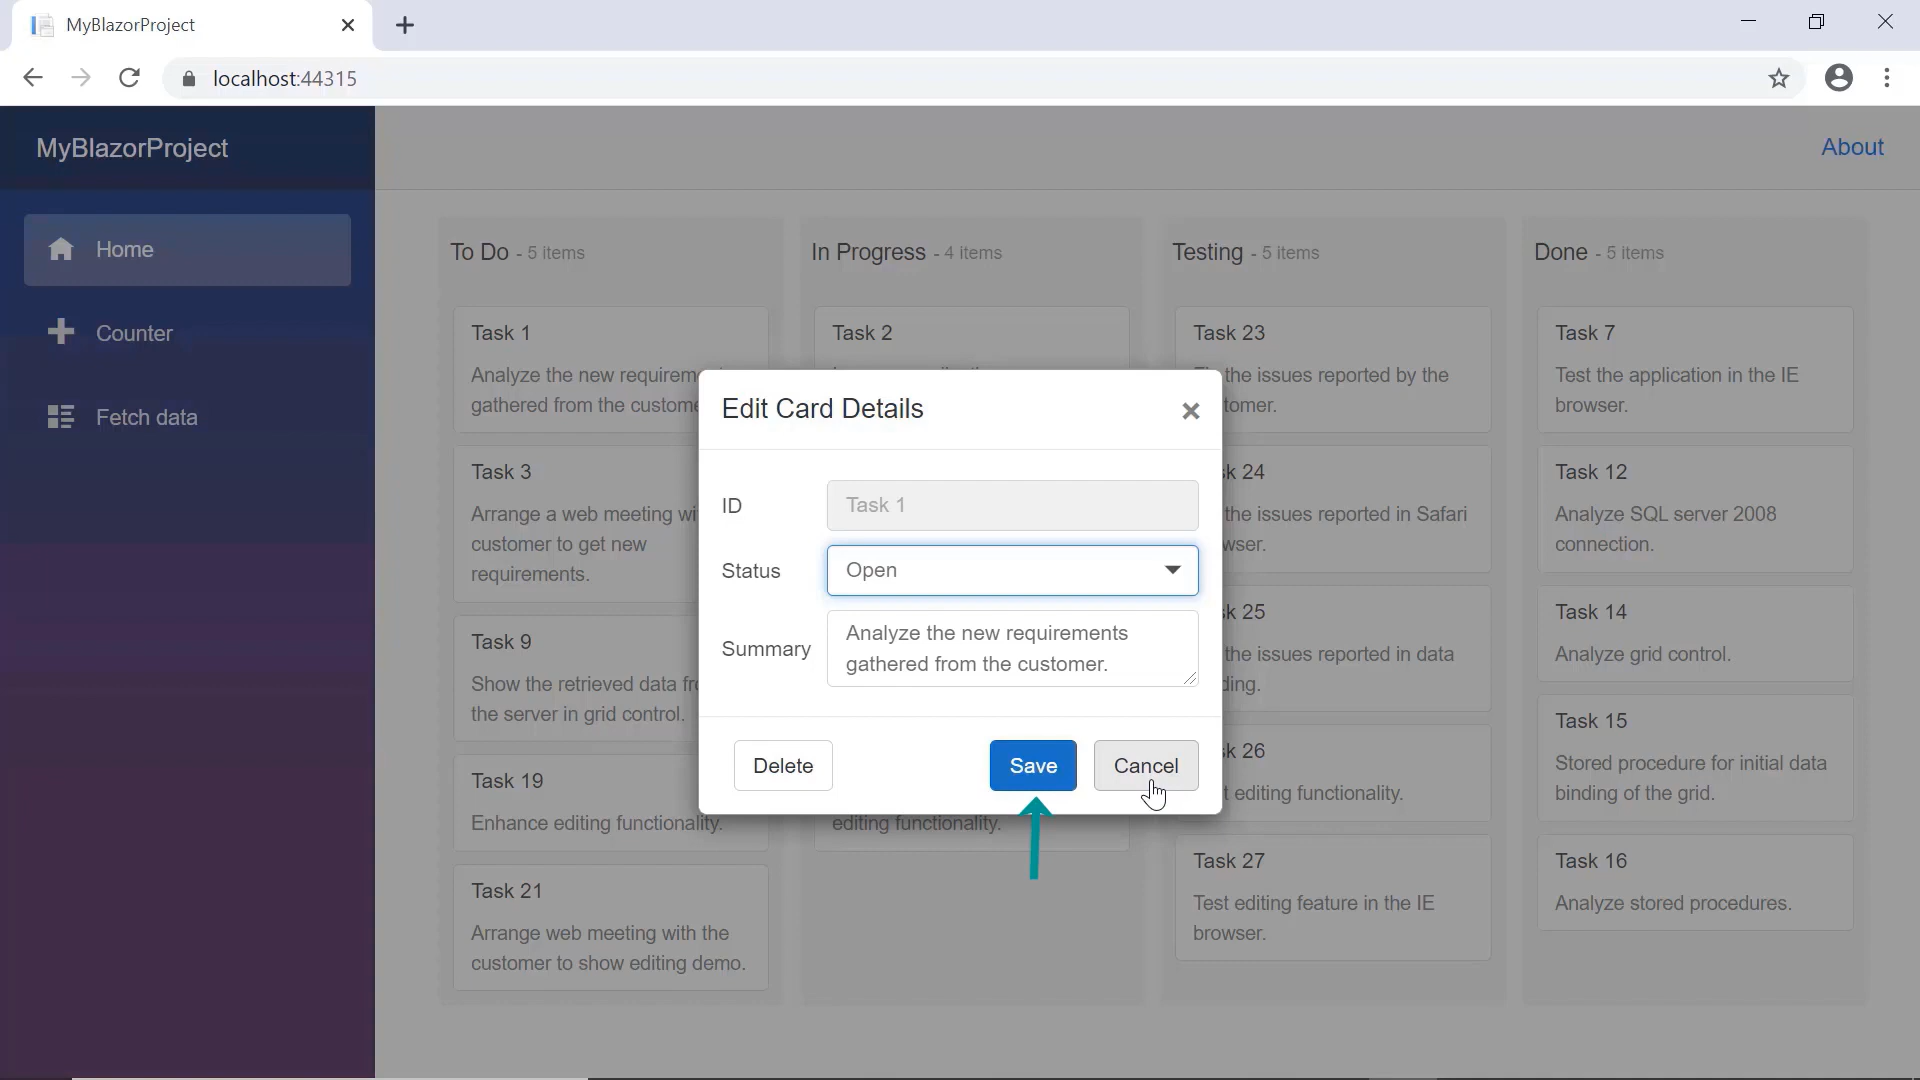 MyBlazorProject
localhost:44315
MyBlazorProject
About
Home
Counter
Fetch data
To Do - 5 items
In Progress - 4 items
Testing - 5 items
Done - 5 items
Task 1
Analyze the new
gathered from the
Task 3
Arrange a web meeting
customer to get new
requirements.
Task 9
Show the retrieved data
the server in grid control.
Task 19
Enhance editing functionality.
Task 21
Arrange web meeting with the
customer to show editing demo.
Task 2
editing functionality.
Edit Card Details
ID
Task 1
Status
Open
Summary
Analyze the new requirements
gathered from the customer.
Delete
Save
Cancel
Task 23
the issues reported by the
24
the issues reported in Safari
25
the issues reported in data
26
editing functionality.
Task 27
Test editing feature in the IE
browser.
Task 7
Test the application in the IE
browser.
Task 12
Analyze SQL server 2008
connection.
Task 14
Analyze grid control.
Task 15
Stored procedure for initial data
binding of the grid.
Task 16
Analyze stored procedures.